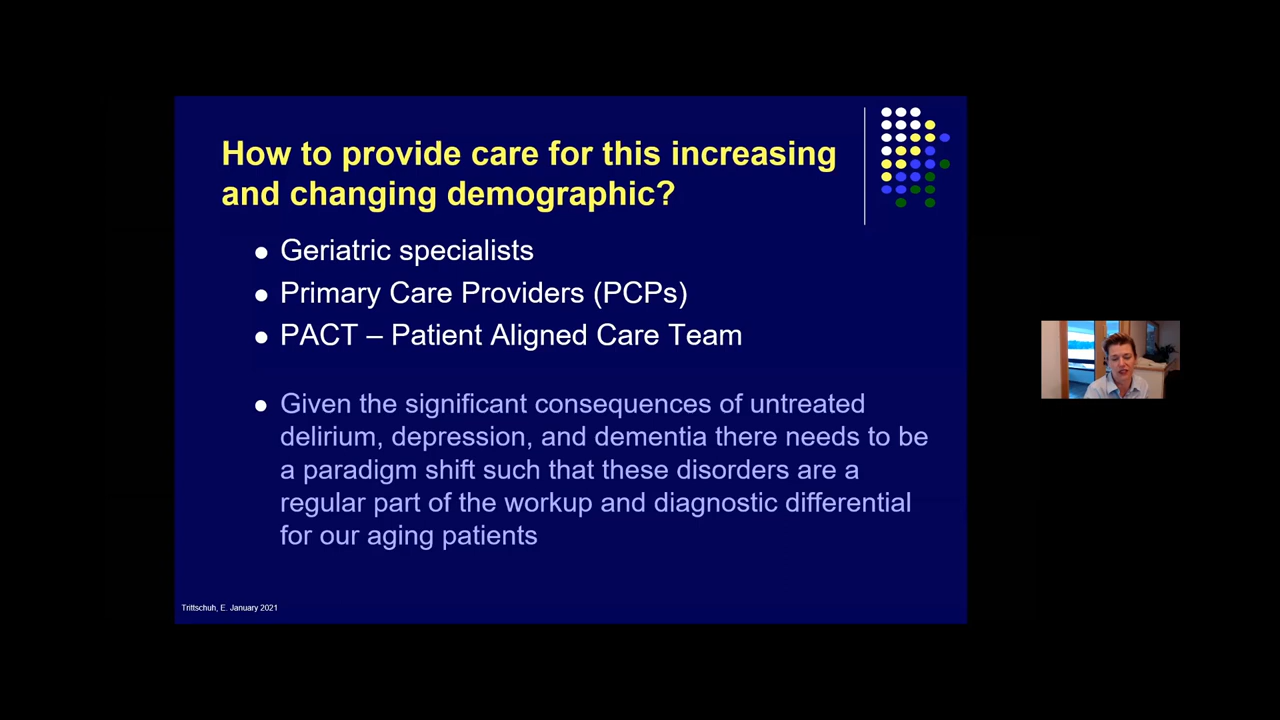 How to provide care for this increasing
and changing demographic?
● Geriatric specialists
● Primary Care Providers (PCPs)
● PACT – Patient Aligned Care Team
● Given the significant consequences of untreated
delirium, depression, and dementia there needs to be
a paradigm shift such that these disorders are a
regular part of the workup and diagnostic differential
for our aging patients
Trittschuh, E. January 2021